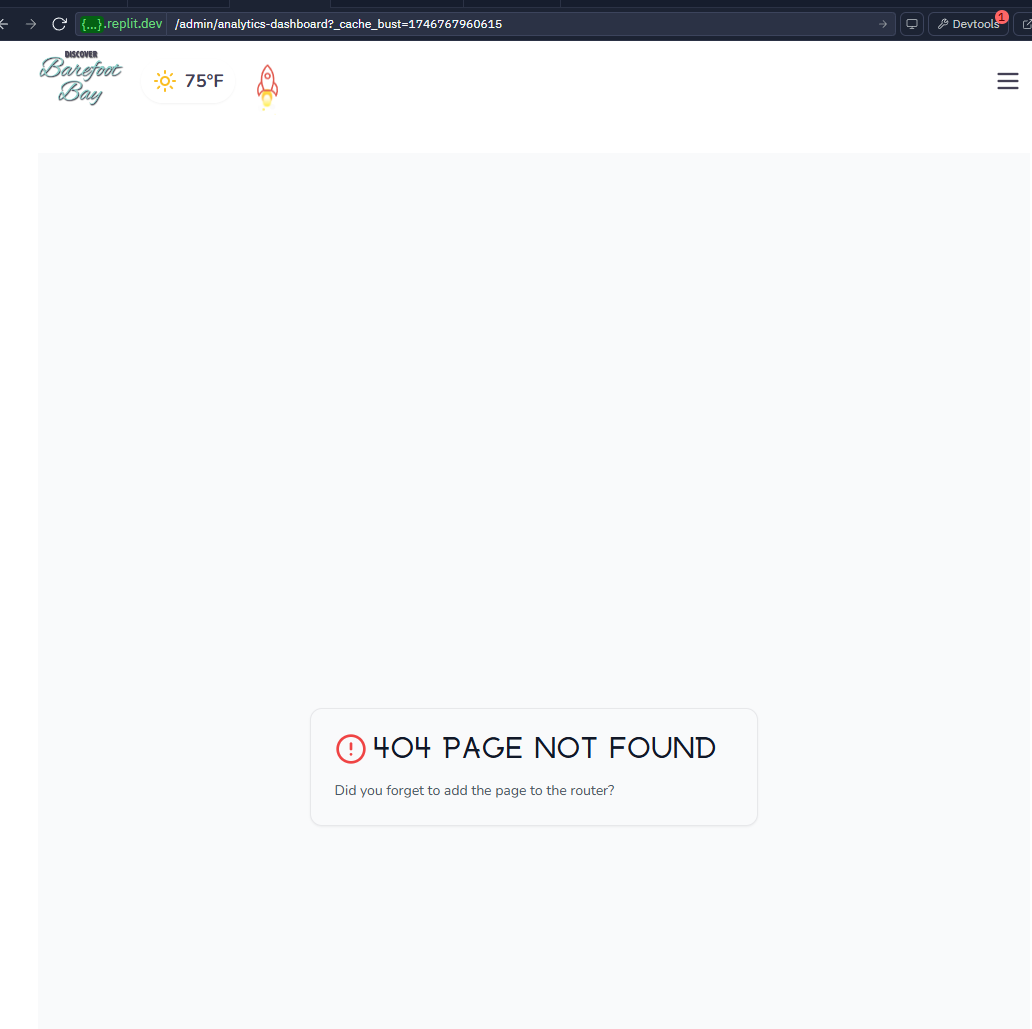 {...}.replit.dev /admin/analytics-dashboard?_cache_bust=1746767960615
Devtools 1
DISCOVER
Barefoot
Bay
75°F
404 PAGE NOT FOUND
Did you forget to add the page to the router?